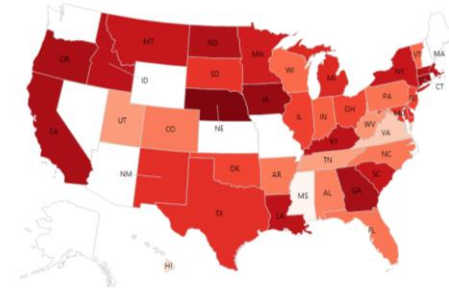 MA
VT
OR
MT
ND
MN
ID
SD
WI
MI
NY
CT
IA
PA
NE
IL
IN
OH
CA
UT
CO
WV
VA
KY
NM
OK
AR
TN
NC
SC
MS
AL
GA
TX
LA
FL
HI